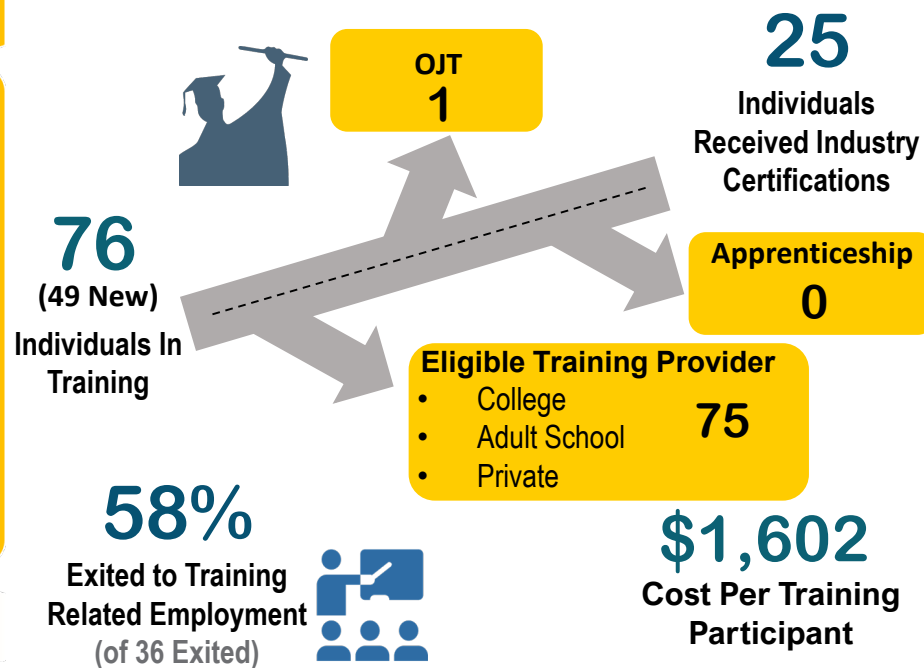 OJT
1
25
Individuals
Received Industry
Certifications
76
(49 New)
Individuals In
Training
Apprenticeship
0
Eligible Training Provider
• College
• Adult School
• Private
75
58%
Exited to Training
Related Employment
(of 36 Exited)
$1,602
Cost Per Training
Participant